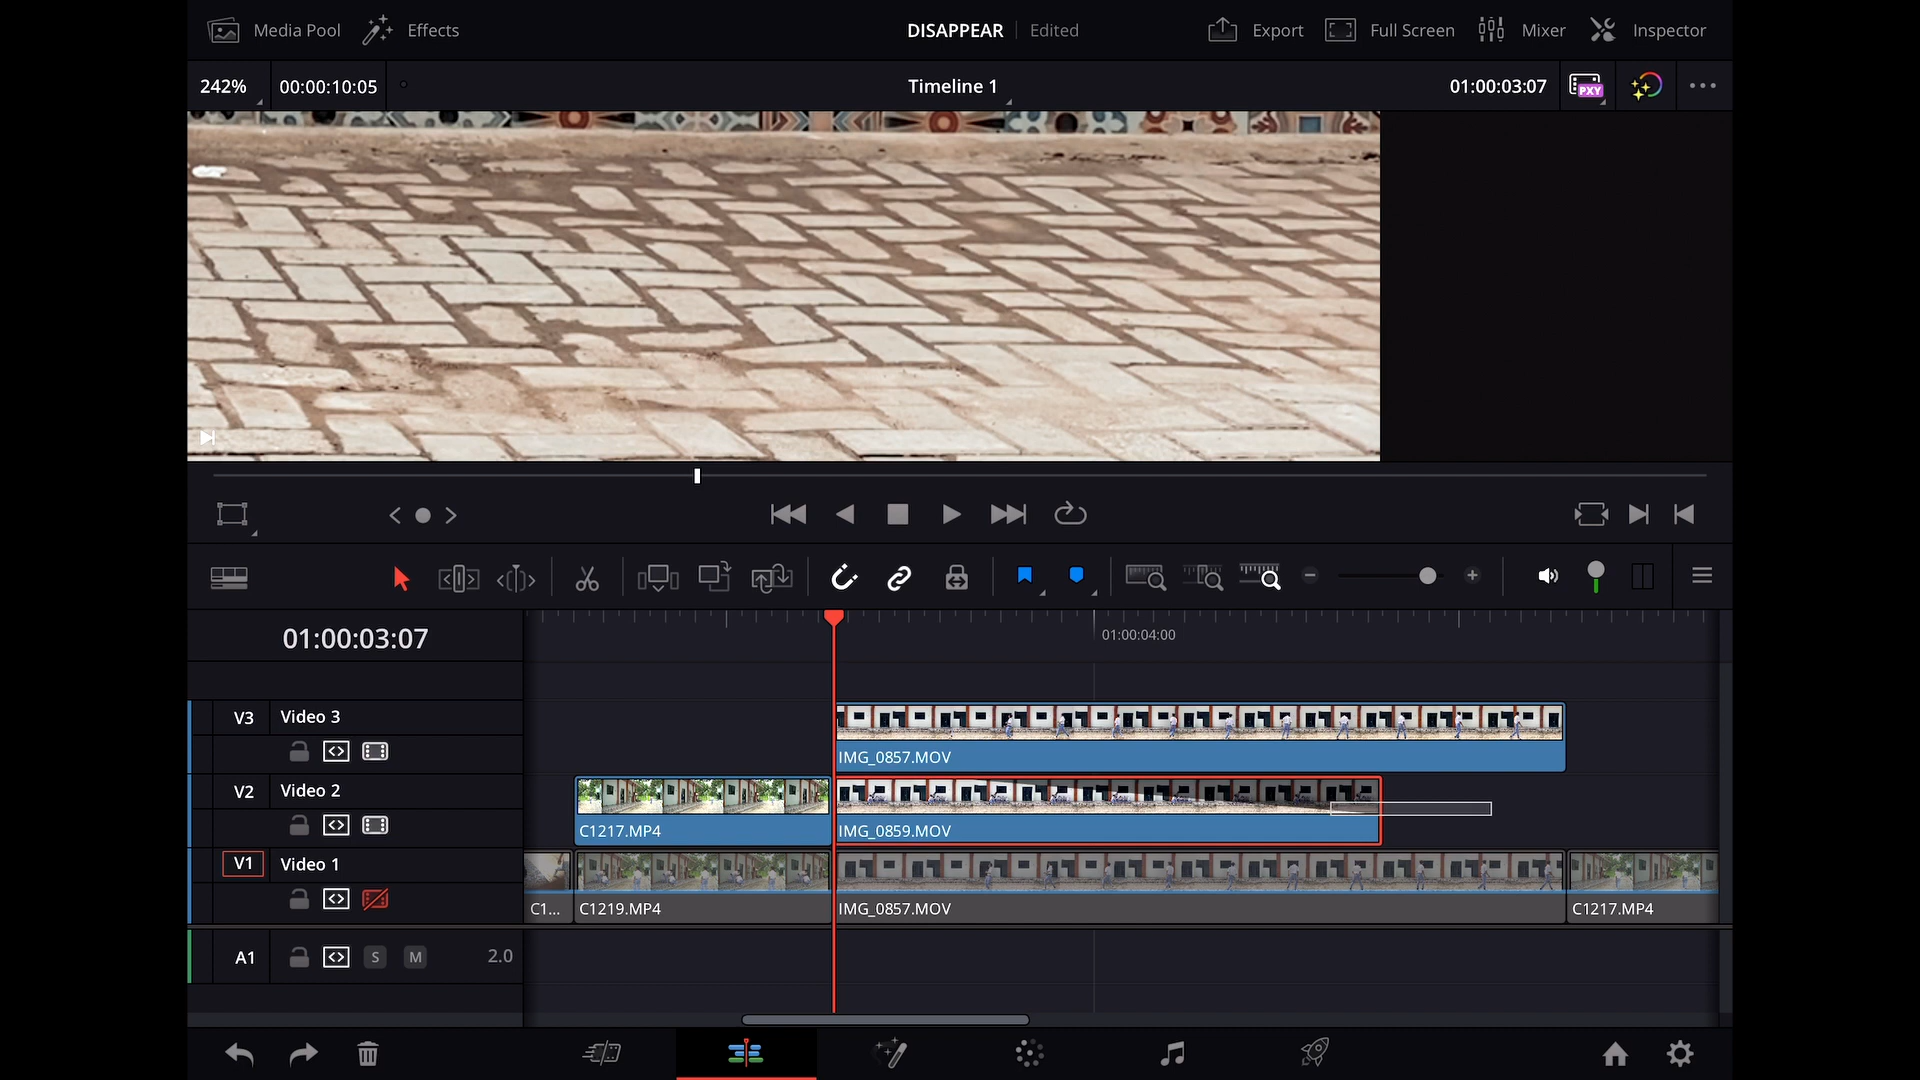 Media Pool
Effects
DISAPPEAR
Edited
Export
Full Screen
Mixer
Inspector
242%
00:00:10:05
Timeline 1
01:00:03:07
PXY
01:00:03:07
01:00:04:00
V3
Video 3
IMG_0857.MOV
V2
Video 2
C1217.MP4
IMG_0859.MOV
V1
Video 1
C1...
C1219.MP4
IMG_0857.MOV
C1217.MP4
A1
S
M
2.0